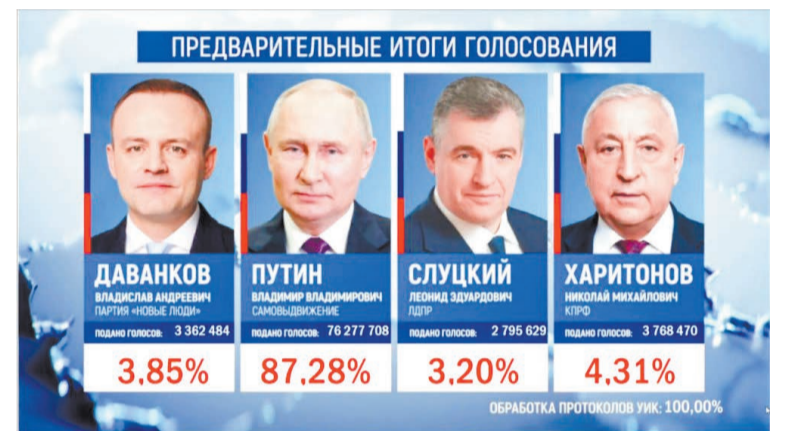 ПРЕДВАРИТЕЛЬНЫЕ ИТОГИ ГОЛОСОВАНИЯ
ДАВАНКОВ
ВЛАДИСЛАВ АНДРЕЕВИЧ
ПАРТИЯ «НОВЫЕ ЛЮДИ»
ПОДАНО ГОЛОСОВ: 3 362 484
3,85%
ПУТИН
ВЛАДИМИР ВЛАДИМИРОВИЧ
САМОВЫДВИЖЕНИЕ
ПОДАНО ГОЛОСОВ: 76 277 708
87,28%
СЛУЦКИЙ
ЛЕОНИД ЭДУАРДОВИЧ
ЛДПР
ПОДАНО ГОЛОСОВ: 2 795 629
3,20%
ХАРИТОНОВ
НИКОЛАЙ МИХАЙЛОВИЧ
КПРФ
ПОДАНО ГОЛОСОВ: 3 768 470
4,31%
ОБРАБОТКА ПРОТОКОЛОВ УИК: 100,00%